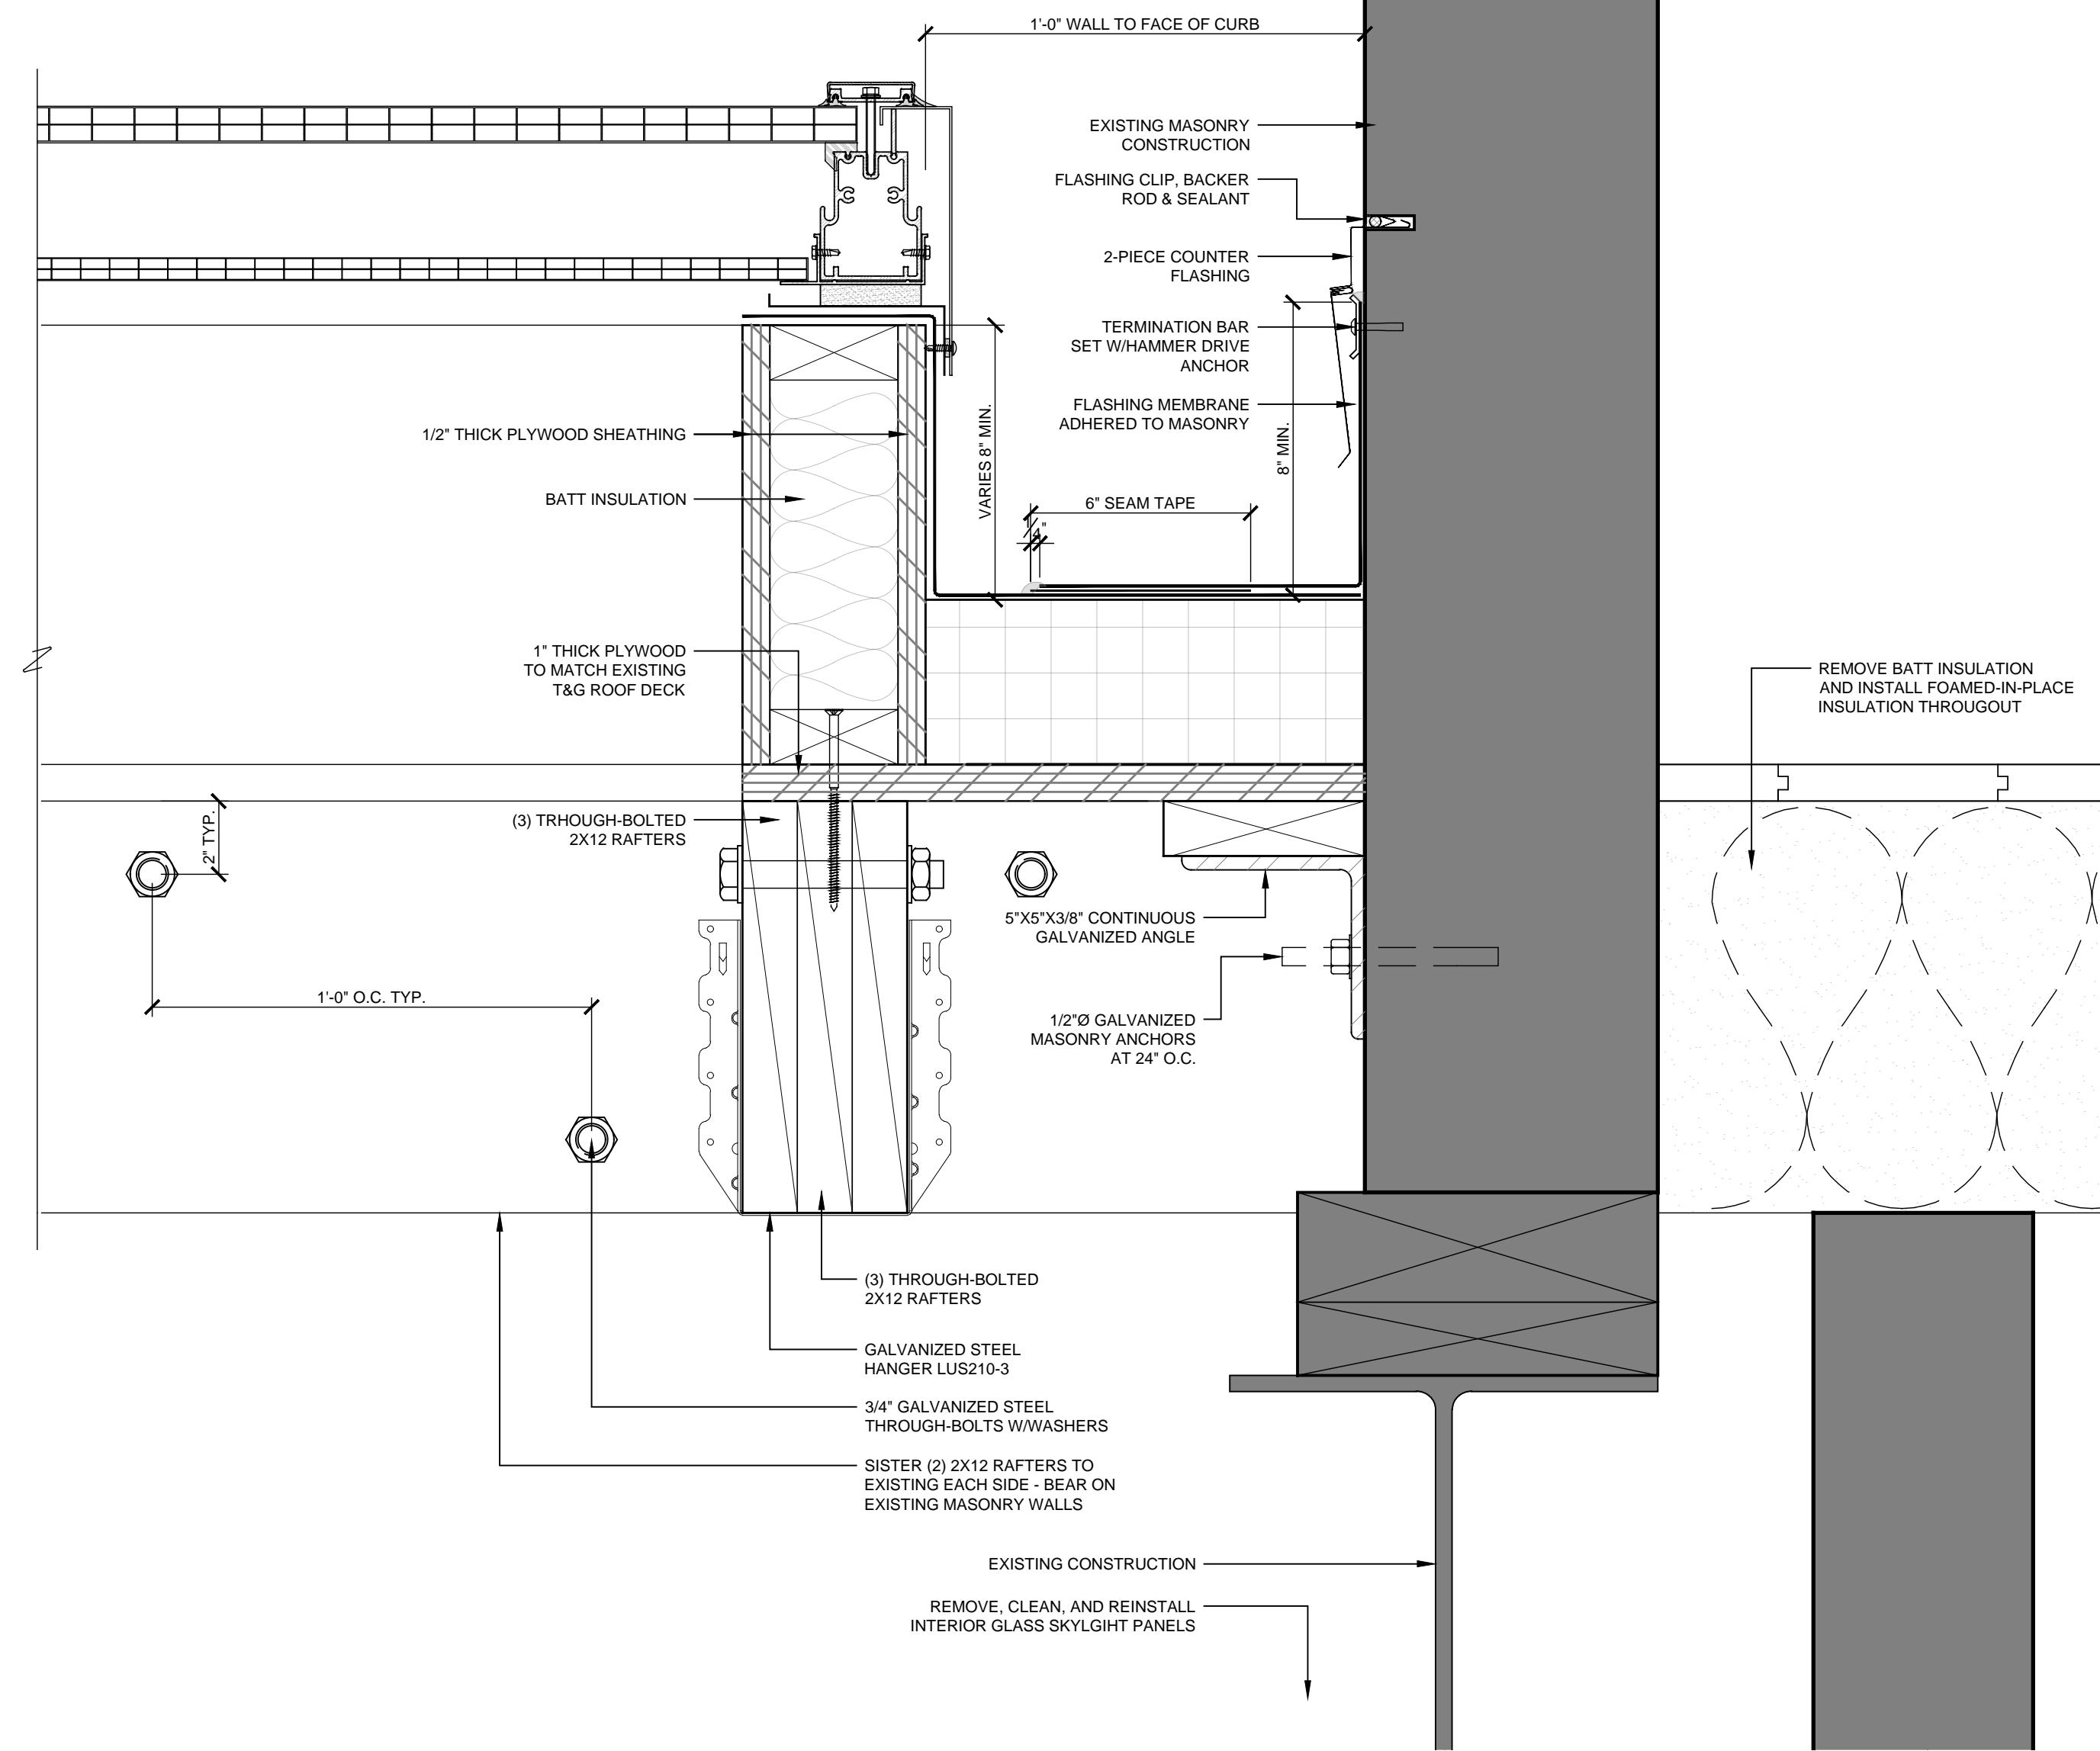 1'-0" WALL TO FACE OF CURB
EXISTING MASONRY
CONSTRUCTION
FLASHING CLIP, BACKER
ROD & SEALANT
2-PIECE COUNTER
FLASHING
TERMINATION BAR
SET W/HAMMER DRIVE
ANCHOR
FLASHING MEMBRANE
ADHERED TO MASONRY
1/2" THICK PLYWOOD SHEATHING
BATT INSULATION
VARIES 8" MIN.
8" MIN.
6" SEAM TAPE
1" THICK PLYWOOD
TO MATCH EXISTING
T&G ROOF DECK
REMOVE BATT INSULATION
AND INSTALL FOAMED-IN-PLACE
INSULATION THROUGOUT
2" TYP.
(3) TRHOUGH-BOLTED
2X12 RAFTERS
5"X5"X3/8" CONTINUOUS
GALVANIZED ANGLE
1'-0" O.C. TYP.
1/2"Ø GALVANIZED
MASONRY ANCHORS
AT 24" O.C.
(3) THROUGH-BOLTED
2X12 RAFTERS
GALVANIZED STEEL
HANGER LUS210-3
3/4" GALVANIZED STEEL
THROUGH-BOLTS W/WASHERS
SISTER (2) 2X12 RAFTERS TO
EXISTING EACH SIDE - BEAR ON
EXISTING MASONRY WALLS
EXISTING CONSTRUCTION
REMOVE, CLEAN, AND REINSTALL
INTERIOR GLASS SKYLGIHT PANELS